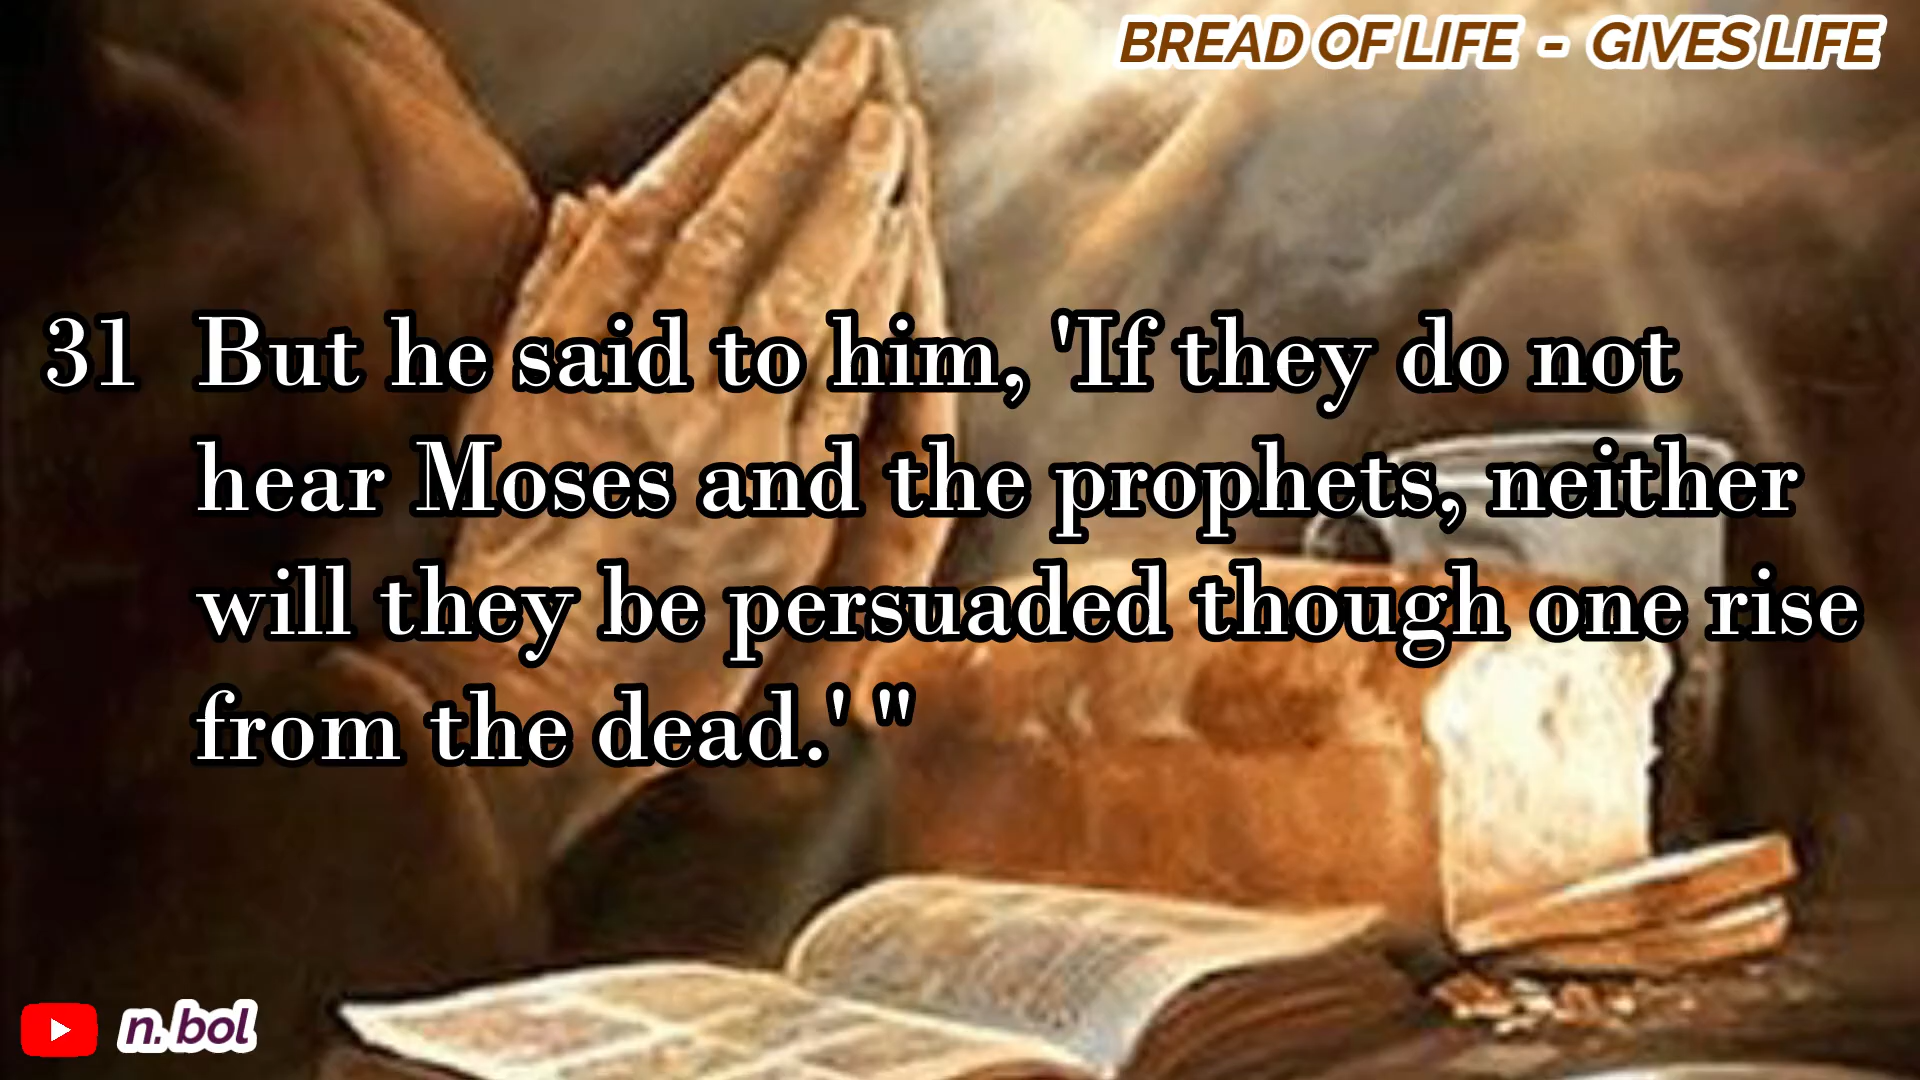 BREAD OF LIFE - GIVES LIFE
31 But he said to him, 'If they do not
hear Moses and the prophets, neither
will they be persuaded though one rise
from the dead.' "
n. bol